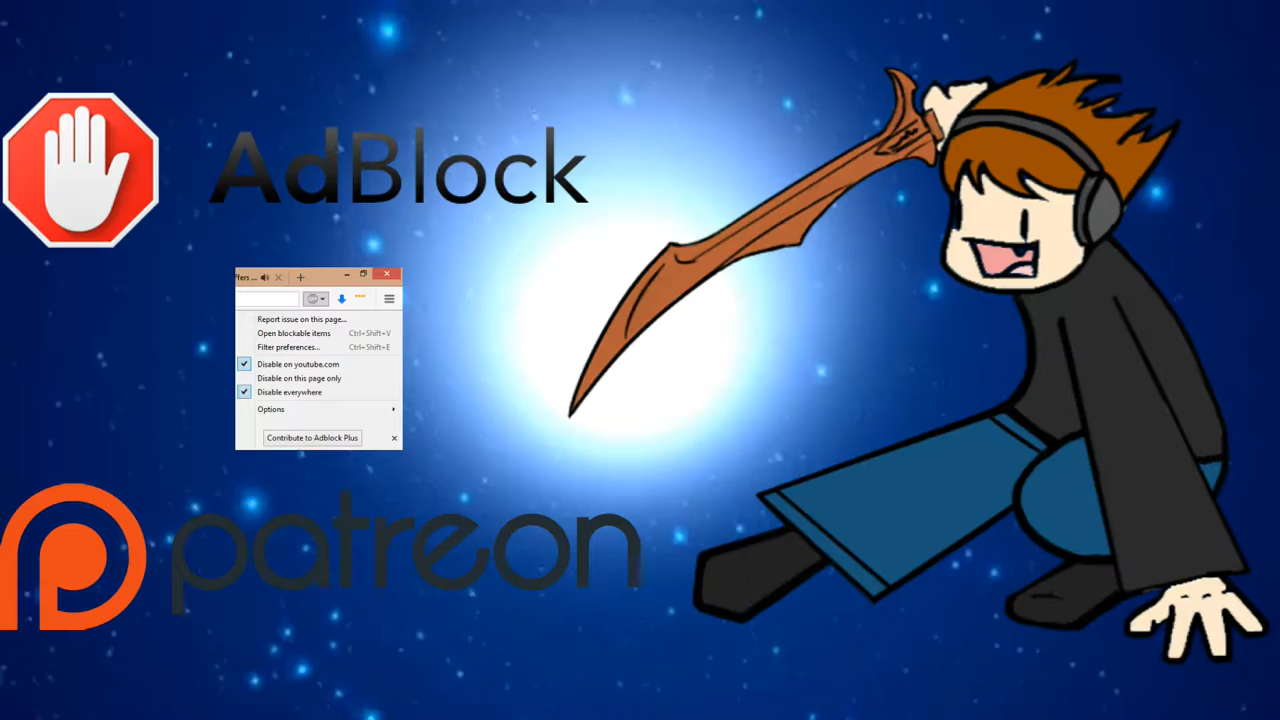 AdBlock
ffers ...
Report issue on this page...
Open blockable items Ctrl+Shift+V
Filter preferences... Ctrl+Shift+E
Disable on youtube.com
Disable on this page only
Disable everywhere
Options
Contribute to Adblock Plus
patreon